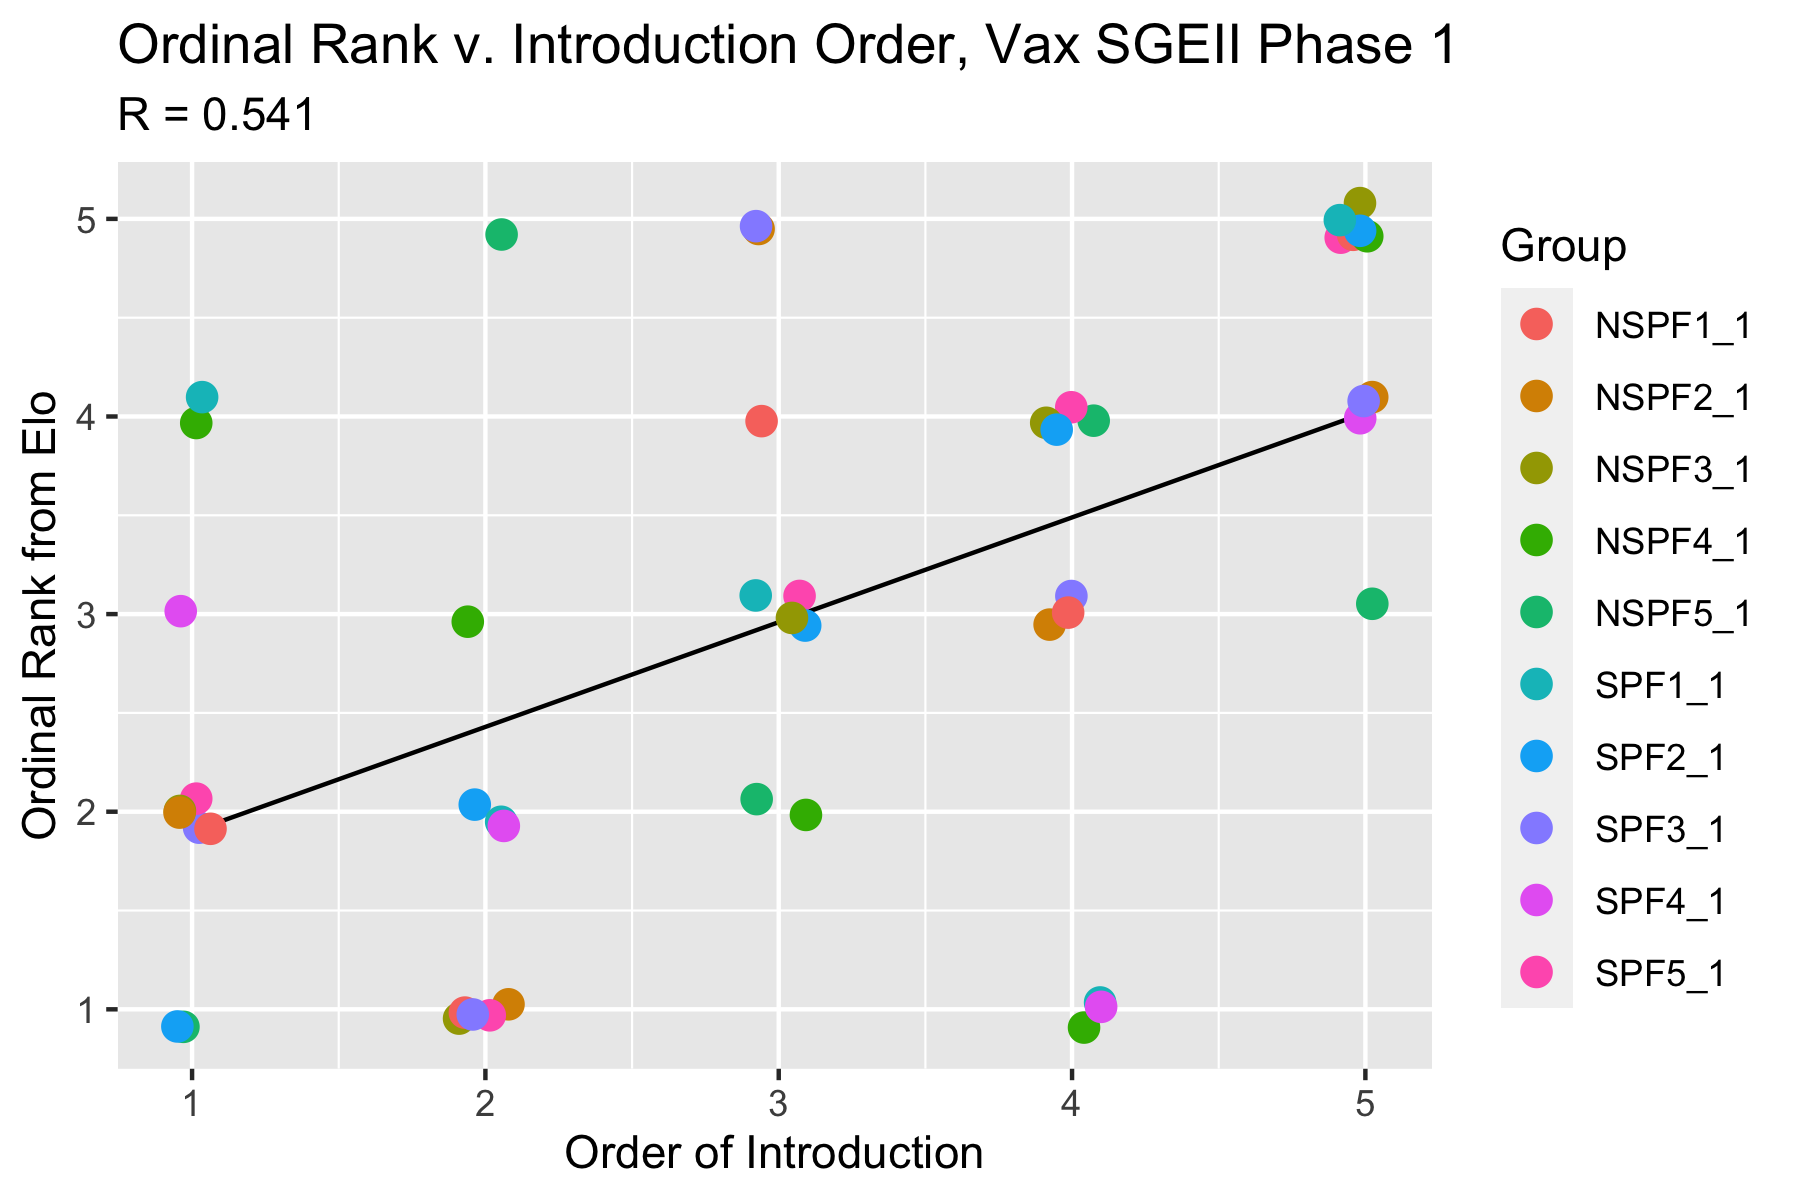 Ordinal Rank v. Introduction Order, Vax SGEII Phase 1
R = 0.541
Ordinal Rank from Elo
5
4
3
2
1
1 2 3 4 5
Order of Introduction
Group
NSPF1_1
NSPF2_1
NSPF3_1
NSPF4_1
NSPF5_1
SPF1_1
SPF2_1
SPF3_1
SPF4_1
SPF5_1